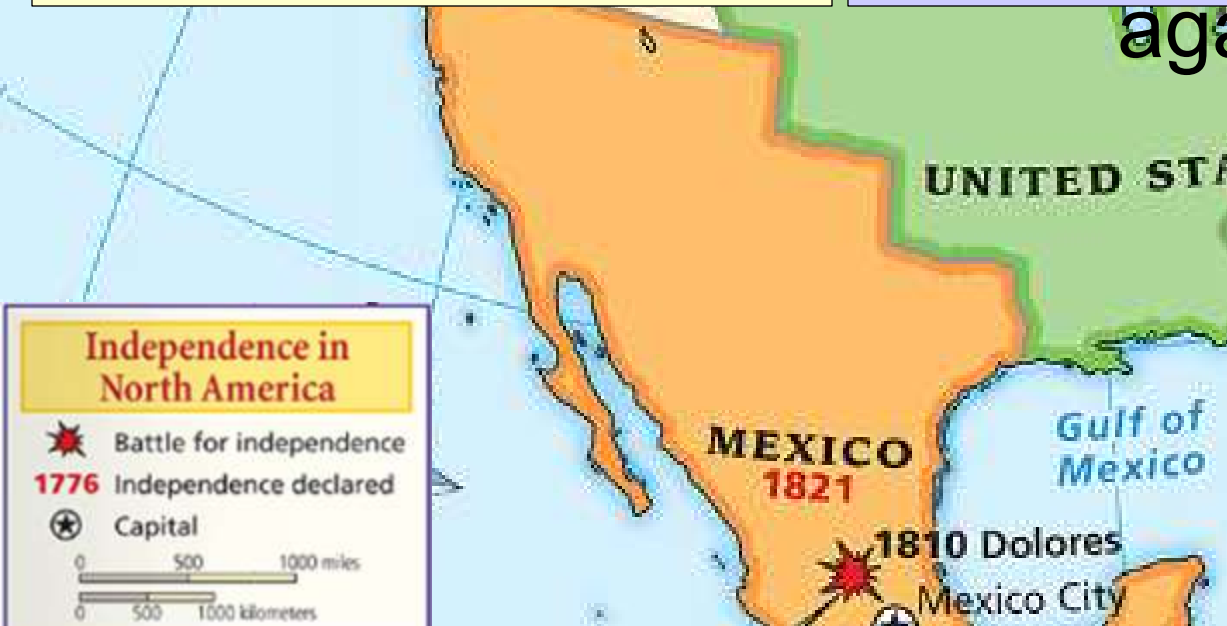 aga
UNITED STA
Independence in
North America
Battle for independence
1776 Independence declared
Capital
0 500 1000 miles
0 500 1000 kilometers
Gulf of
Mexico
MEXICO
1821
1810 Dolores
Mexico City